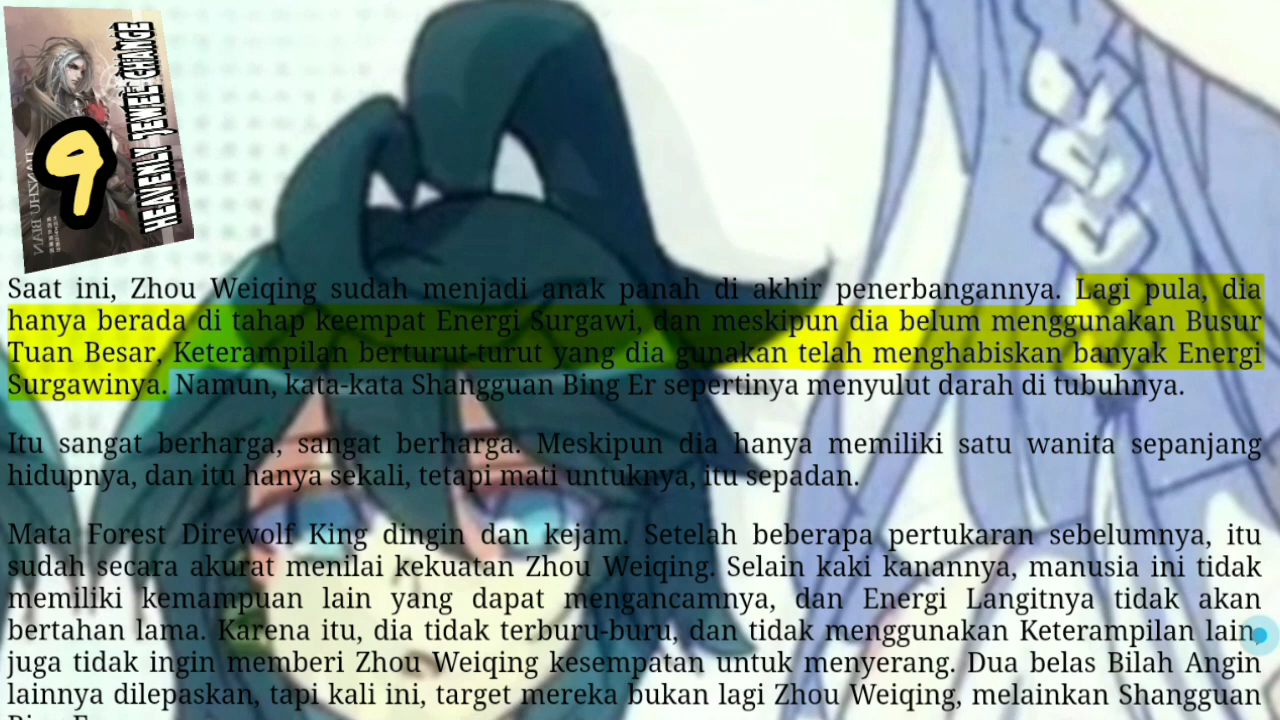 HEAVENLY JEWEL CHANGE
9
Saat ini, Zhou Weiqing sudah menjadi anak panah di akhir penerbangannya. Lagi pula, dia
hanya berada di tahap keempat Energi Surgawi, dan meskipun dia belum menggunakan Busur
Tuan Besar, Keterampilan berturut-turut yang dia gunakan telah menghabiskan banyak Energi
Surgawinya. Namun, kata-kata Shangguan Bing Er sepertinya menyulut darah di tubuhnya.
Itu sangat berharga, sangat berharga. Meskipun dia hanya memiliki satu wanita sepanjang
hidupnya, dan itu hanya sekali, tetapi mati untuknya, itu sepadan.
Mata Forest Direwolf King dingin dan kejam. Setelah beberapa pertukaran sebelumnya, itu
sudah secara akurat menilai kekuatan Zhou Weiqing. Selain kaki kanannya, manusia ini tidak
memiliki kemampuan lain yang dapat mengancamnya, dan Energi Langitnya tidak akan
bertahan lama. Karena itu, dia tidak terburu-buru, dan tidak menggunakan Keterampilan lain,
juga tidak ingin memberi Zhou Weiqing kesempatan untuk menyerang. Dua belas Bilah Angin
lainnya dilepaskan, tapi kali ini, target mereka bukan lagi Zhou Weiqing, melainkan Shangguan